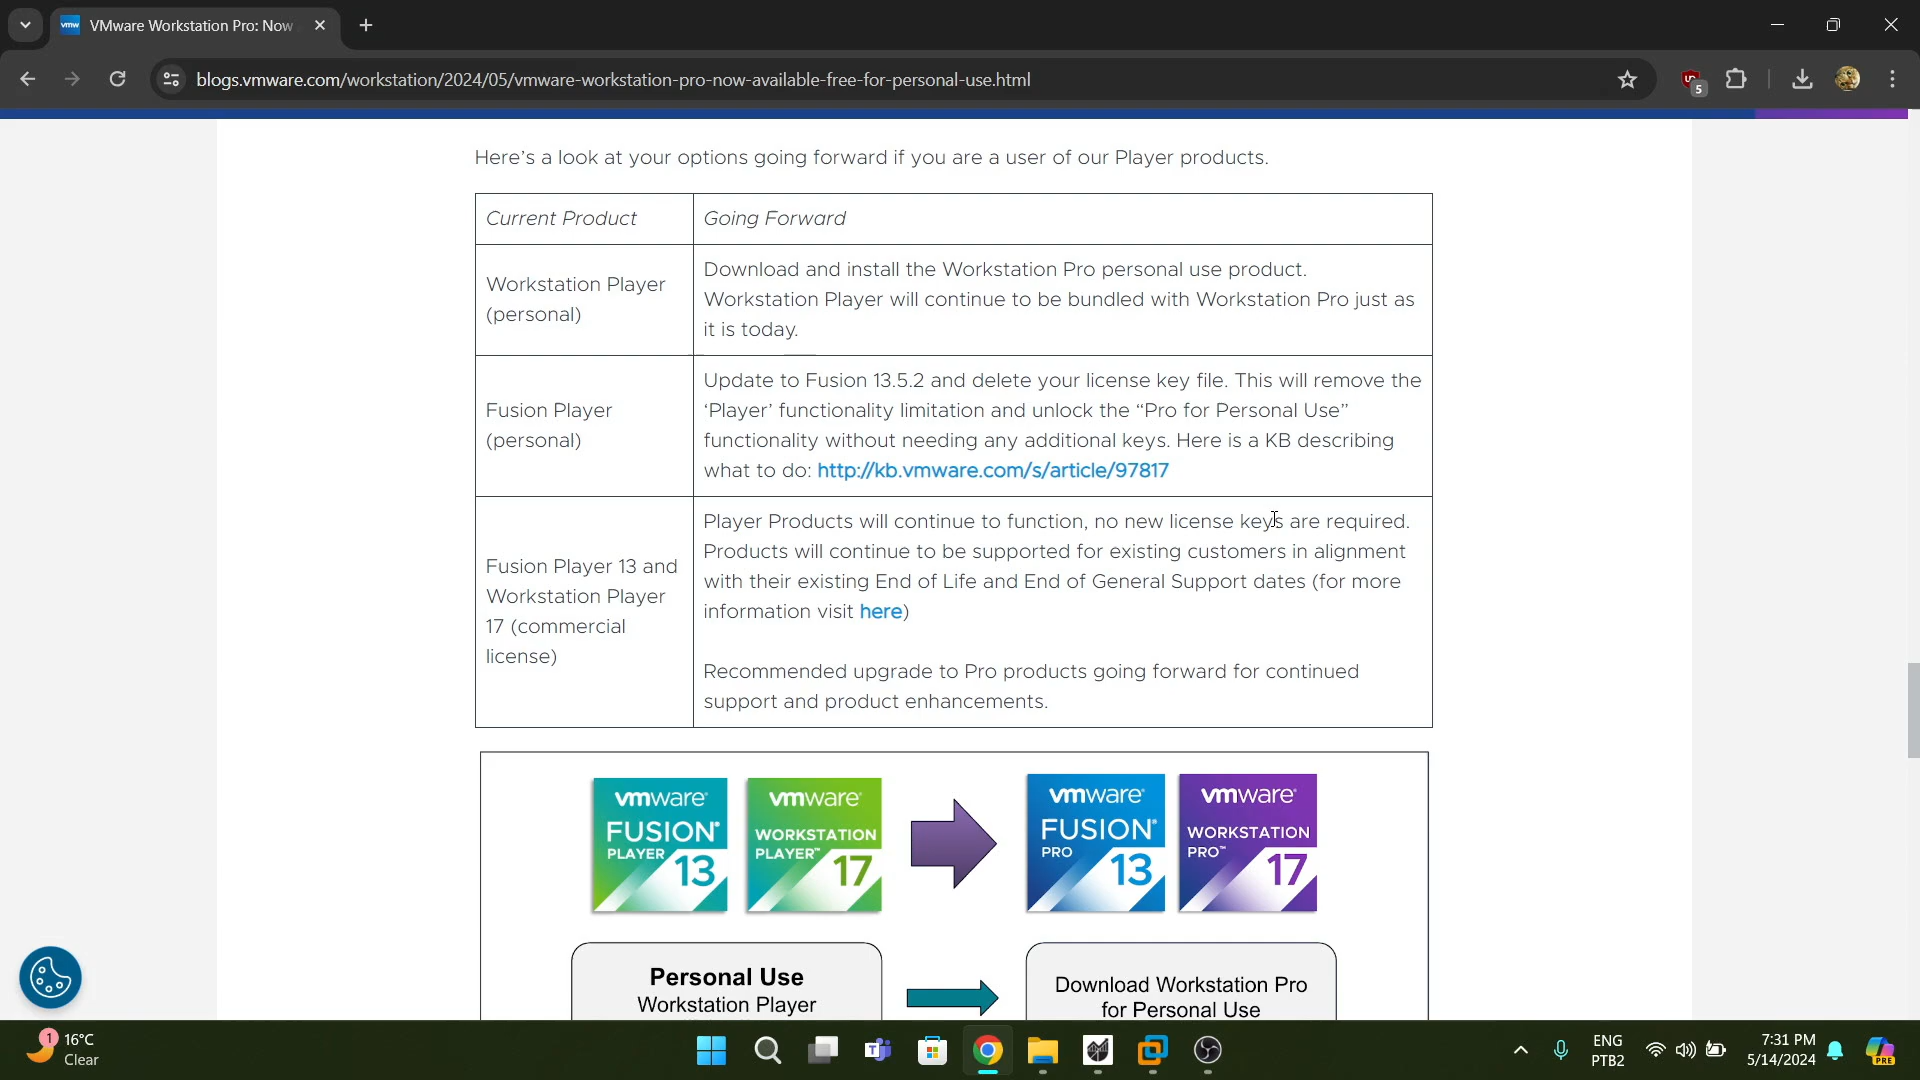 vmw VMware Workstation Pro: Now
blogs.vmware.com/workstation/2024/05/vmware-workstation-pro-now-available-free-for-personal-use.html
5
Here’s a look at your options going forward if you are a user of our Player products.
Current Product
Going Forward
Workstation Player
(personal)
Download and install the Workstation Pro personal use product.
Workstation Player will continue to be bundled with Workstation Pro just as
it is today.
Fusion Player
(personal)
Update to Fusion 13.5.2 and delete your license key file. This will remove the
‘Player’ functionality limitation and unlock the “Pro for Personal Use”
functionality without needing any additional keys. Here is a KB describing
what to do: http://kb.vmware.com/s/article/97817
Fusion Player 13 and
Workstation Player
17 (commercial
license)
Player Products will continue to function, no new license keys are required.
Products will continue to be supported for existing customers in alignment
with their existing End of Life and End of General Support dates (for more
information visit here)
Recommended upgrade to Pro products going forward for continued
support and product enhancements.
vmware®
FUSION®
PLAYER
13
vmware®
WORKSTATION
PLAYER™
17
vmware®
FUSION®
PRO
13
vmware®
WORKSTATION
PRO™
17
Personal Use
Workstation Player
Download Workstation Pro
for Personal Use
1
16°C
Clear
ENG
PTB2
7:31 PM
5/14/2024
PRE